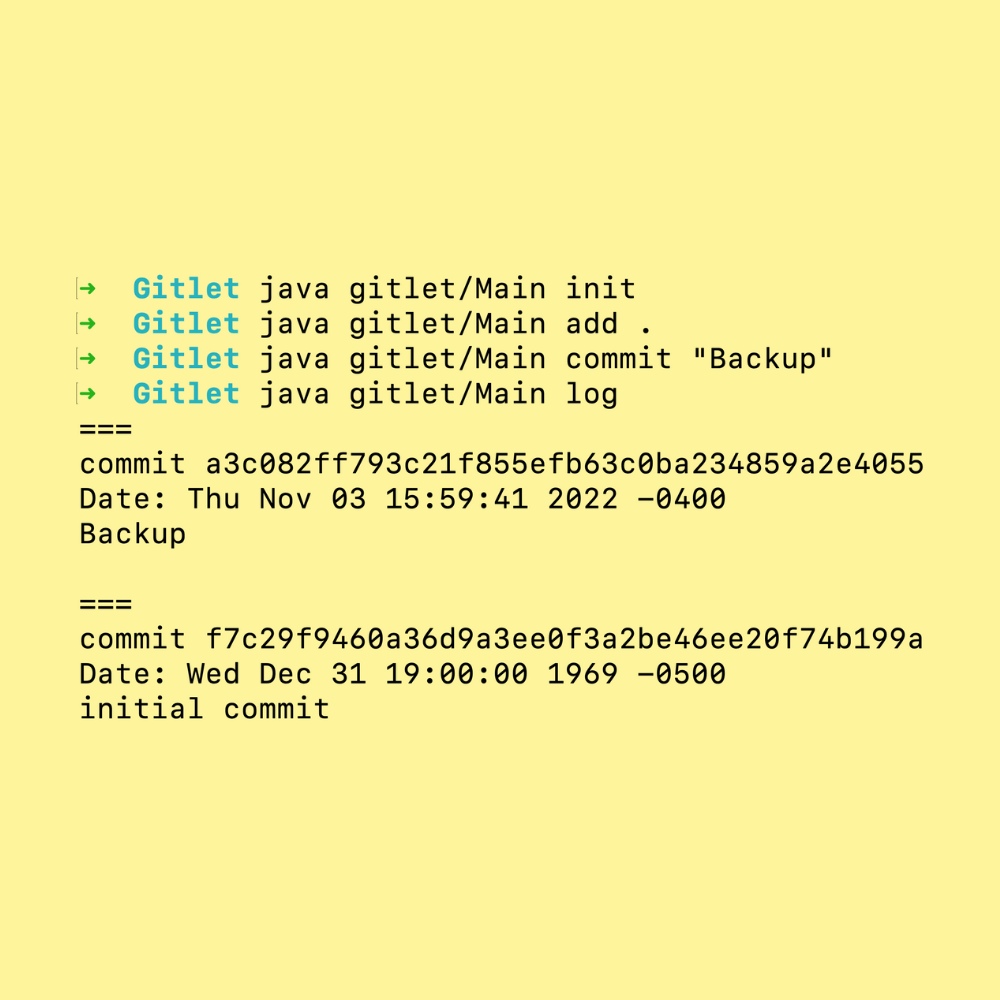 ➜  Gitlet java gitlet/Main init
➜  Gitlet java gitlet/Main add .
➜  Gitlet java gitlet/Main commit "Backup"
➜  Gitlet java gitlet/Main log
===
commit a3c082ff793c21f855efb63c0ba234859a2e4055
Date: Thu Nov 03 15:59:41 2022 −0400
Backup

===
commit f7c29f9460a36d9a3ee0f3a2be46ee20f74b199a
Date: Wed Dec 31 19:00:00 1969 −0500
initial commit